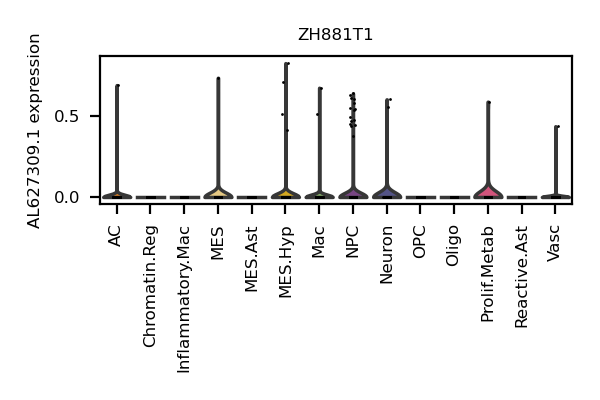 ZH881T1
AL627309.1 expression
0.5
0.0
AC
Chromatin.Reg
Inflammatory.Mac
MES
MES.Ast
MES.Hyp
Mac
NPC
Neuron
OPC
Oligo
Prolif.Metab
Reactive.Ast
Vasc